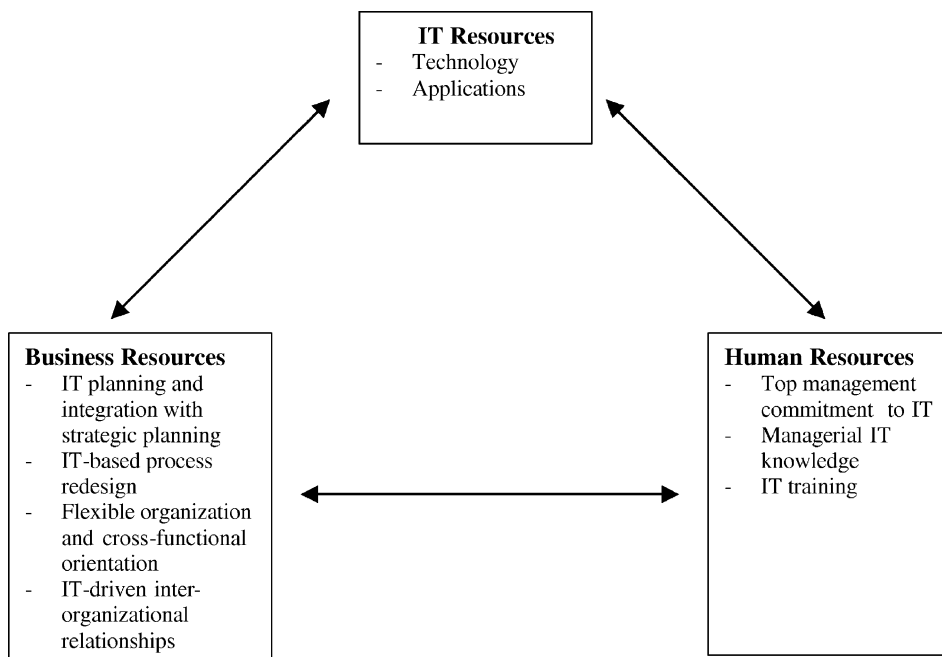 IT Resources
- Technology
- Applications
Business Resources
- IT planning and
integration with
strategic planning
- IT-based process
redesign
- Flexible organization
and cross-functional
orientation
- IT-driven inter-
organizational
relationships
Human Resources
- Top management
commitment to IT
- Managerial IT
knowledge
- IT training